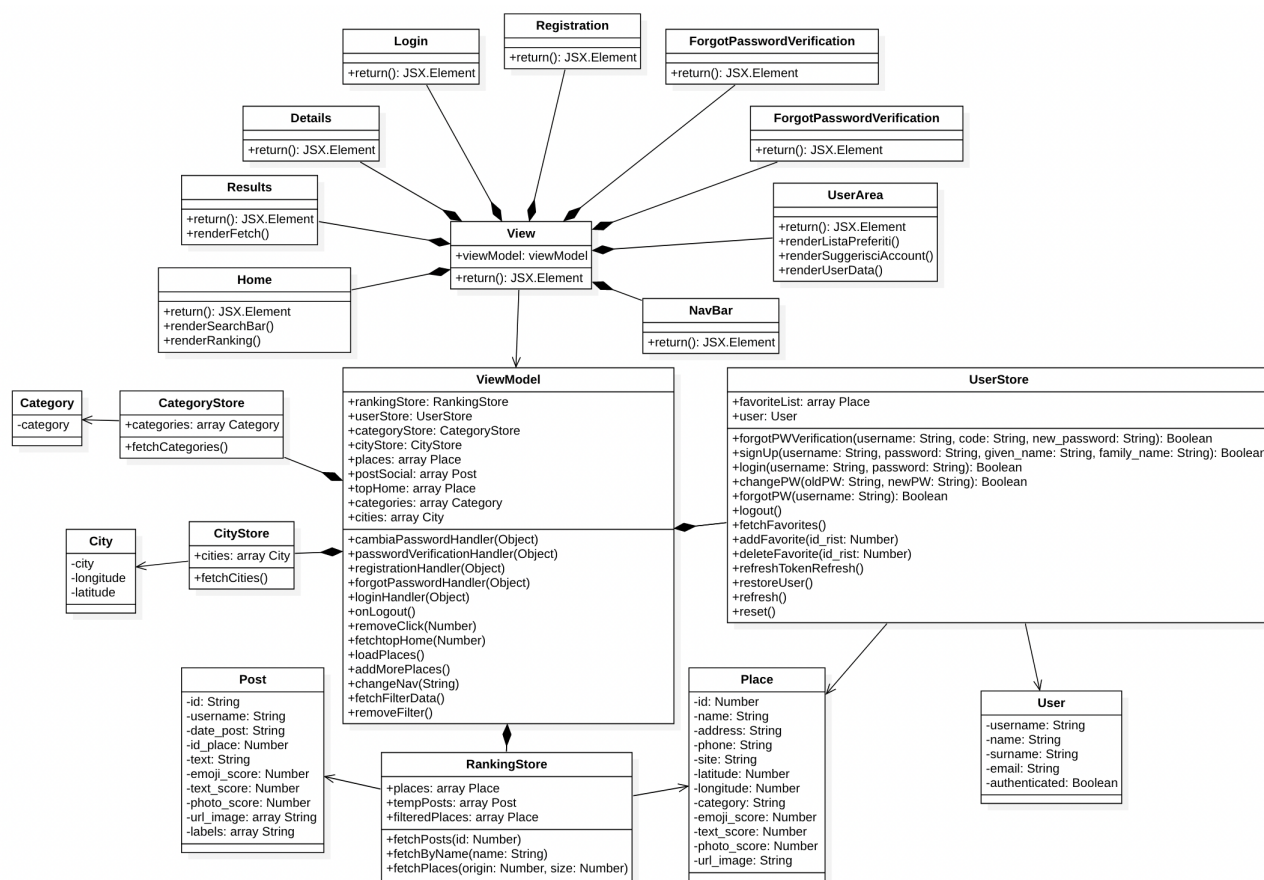 Registration
+return(): JSX.Element
Login
+return(): JSX.Element
ForgotPasswordVerification
+return(): JSX.Element
Details
+return(): JSX.Element
ForgotPasswordVerification
+return(): JSX.Element
Results
+return(): JSX.Element
+renderFetch()
UserArea
+return(): JSX.Element
+renderListaPreferiti()
+renderSuggerisciAccount()
+renderUserData()
View
+viewModel: viewModel
+return(): JSX.Element
Home
+return(): JSX.Element
+renderSearchBar()
+renderRanking()
NavBar
+return(): JSX.Element
ViewModel
+rankingStore: RankingStore
+userStore: UserStore
+categoryStore: CategoryStore
+cityStore: CityStore
+places: array Place
+postSocial: array Post
+topHome: array Place
+categories: array Category
+cities: array City
+cambiaPasswordHandler(Object)
+passwordVerificationHandler(Object)
+registrationHandler(Object)
+forgotPasswordHandler(Object)
+loginHandler(Object)
+onLogout()
+removeClick(Number)
+fetchtopHome(Number)
+loadPlaces()
+addMorePlaces()
+changeNav(String)
+fetchFilterData()
+removeFilter()
UserStore
+favoriteList: array Place
+user: User
+forgotPWVerification(username: String, code: String, new_password: String): Boolean
+signUp(username: String, password: String, given_name: String, family_name: String): Boolean
+login(username: String, password: String): Boolean
+changePW(oldPW: String, newPW: String): Boolean
+forgotPW(username: String): Boolean
+logout()
+fetchFavorites()
+addFavorite(id_rist: Number)
+deleteFavorite(id_rist: Number)
+refreshTokenRefresh()
+restoreUser()
+refresh()
+reset()
Category
-category
CategoryStore
+categories: array Category
+fetchCategories()
City
-city
-longitude
-latitude
CityStore
+cities: array City
+fetchCities()
Post
-id: String
-username: String
-date_post: String
-id_place: Number
-text: String
-emoji_score: Number
-text_score: Number
-photo_score: Number
-url_image: array String
-labels: array String
Place
-id: Number
-name: String
-address: String
-phone: String
-site: String
-latitude: Number
-longitude: Number
-category: String
-emoji_score: Number
-text_score: Number
-photo_score: Number
-url_image: String
User
-username: String
-name: String
-surname: String
-email: String
-authenticated: Boolean
RankingStore
+places: array Place
+tempPosts: array Post
+filteredPlaces: array Place
+fetchPosts(id: Number)
+fetchByName(name: String)
+fetchPlaces(origin: Number, size: Number)